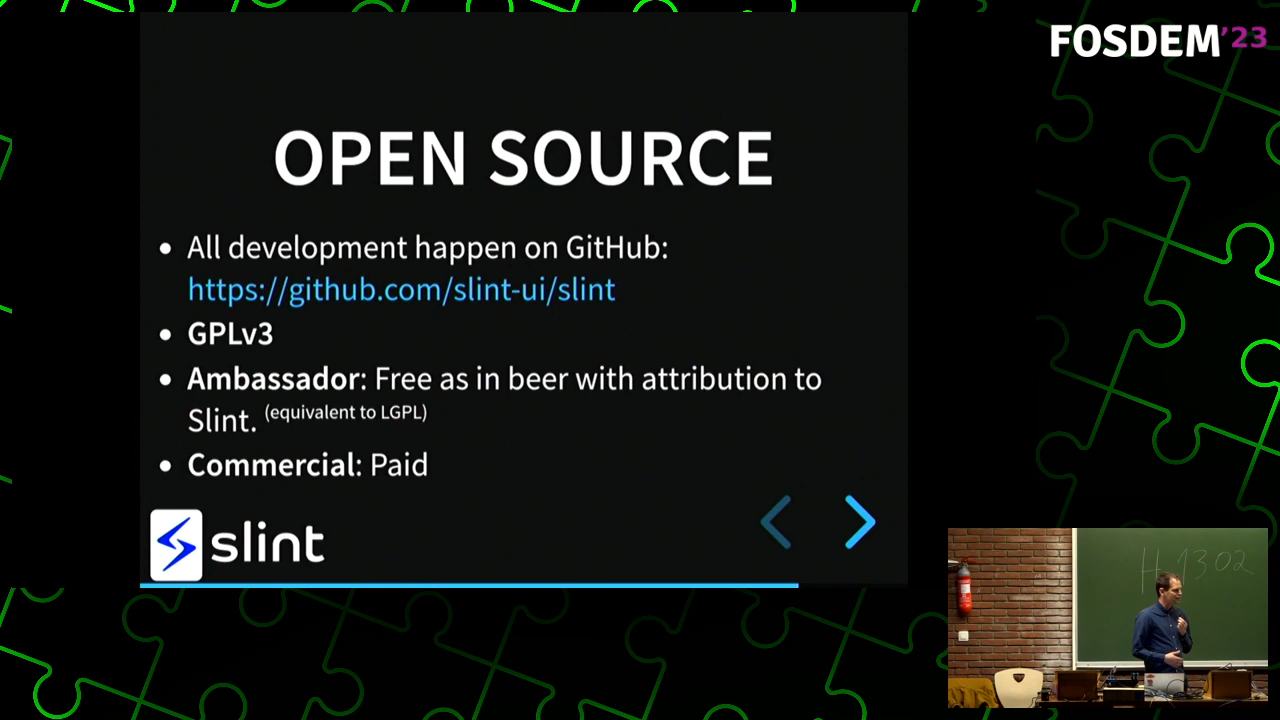 FOSDEM'23
OPEN SOURCE
• All development happen on GitHub:
https://github.com/slint-ui/slint
• GPLv3
• Ambassador: Free as in beer with attribution to
Slint. (equivalent to LGPL)
• Commercial: Paid
slint
H 1302